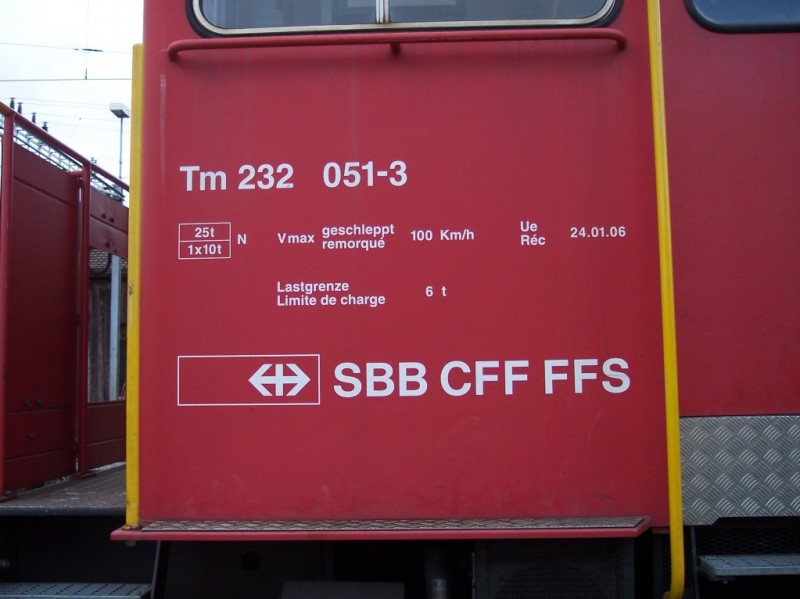 Tm 232 051-3
25t
1x10t
N
Vmax geschleppt 100 Km/h
remorqué
Ue 24.01.06
Réc
Lastgrenze
Limite de charge 6 t
SBB CFF FFS